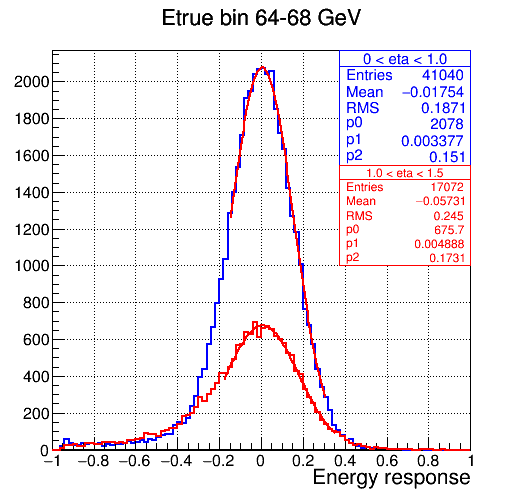 Etrue bin 64-68 GeV
0 < eta < 1.0
Entries 41040
Mean −0.01754
RMS 0.1871
p0 2078
p1 0.003377
p2 0.151
1.0 < eta < 1.5
Entries 17072
Mean −0.05731
RMS 0.245
p0 675.7
p1 0.004888
p2 0.1731
2000
1800
1600
1400
1200
1000
800
600
400
200
0
−1 −0.8 −0.6 −0.4 −0.2 0 0.2 0.4 0.6 0.8 1
Energy response